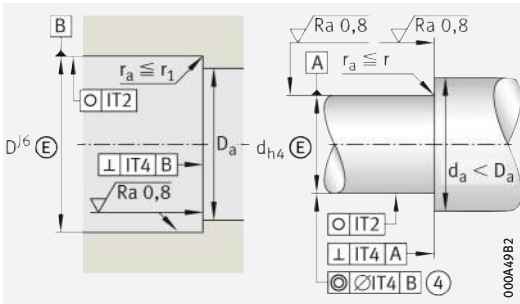 B
Ra 0,8
Ra 0,8
r_a ≦ r_1
A
r_a ≦ r
○ IT2
D^J6 Ⓔ
D_a
d_h4 Ⓔ
d_a < D_a
⊥ IT4 B
Ra 0,8
○ IT2
⊥ IT4 A
◎ ØIT4 B ④
000A49B2